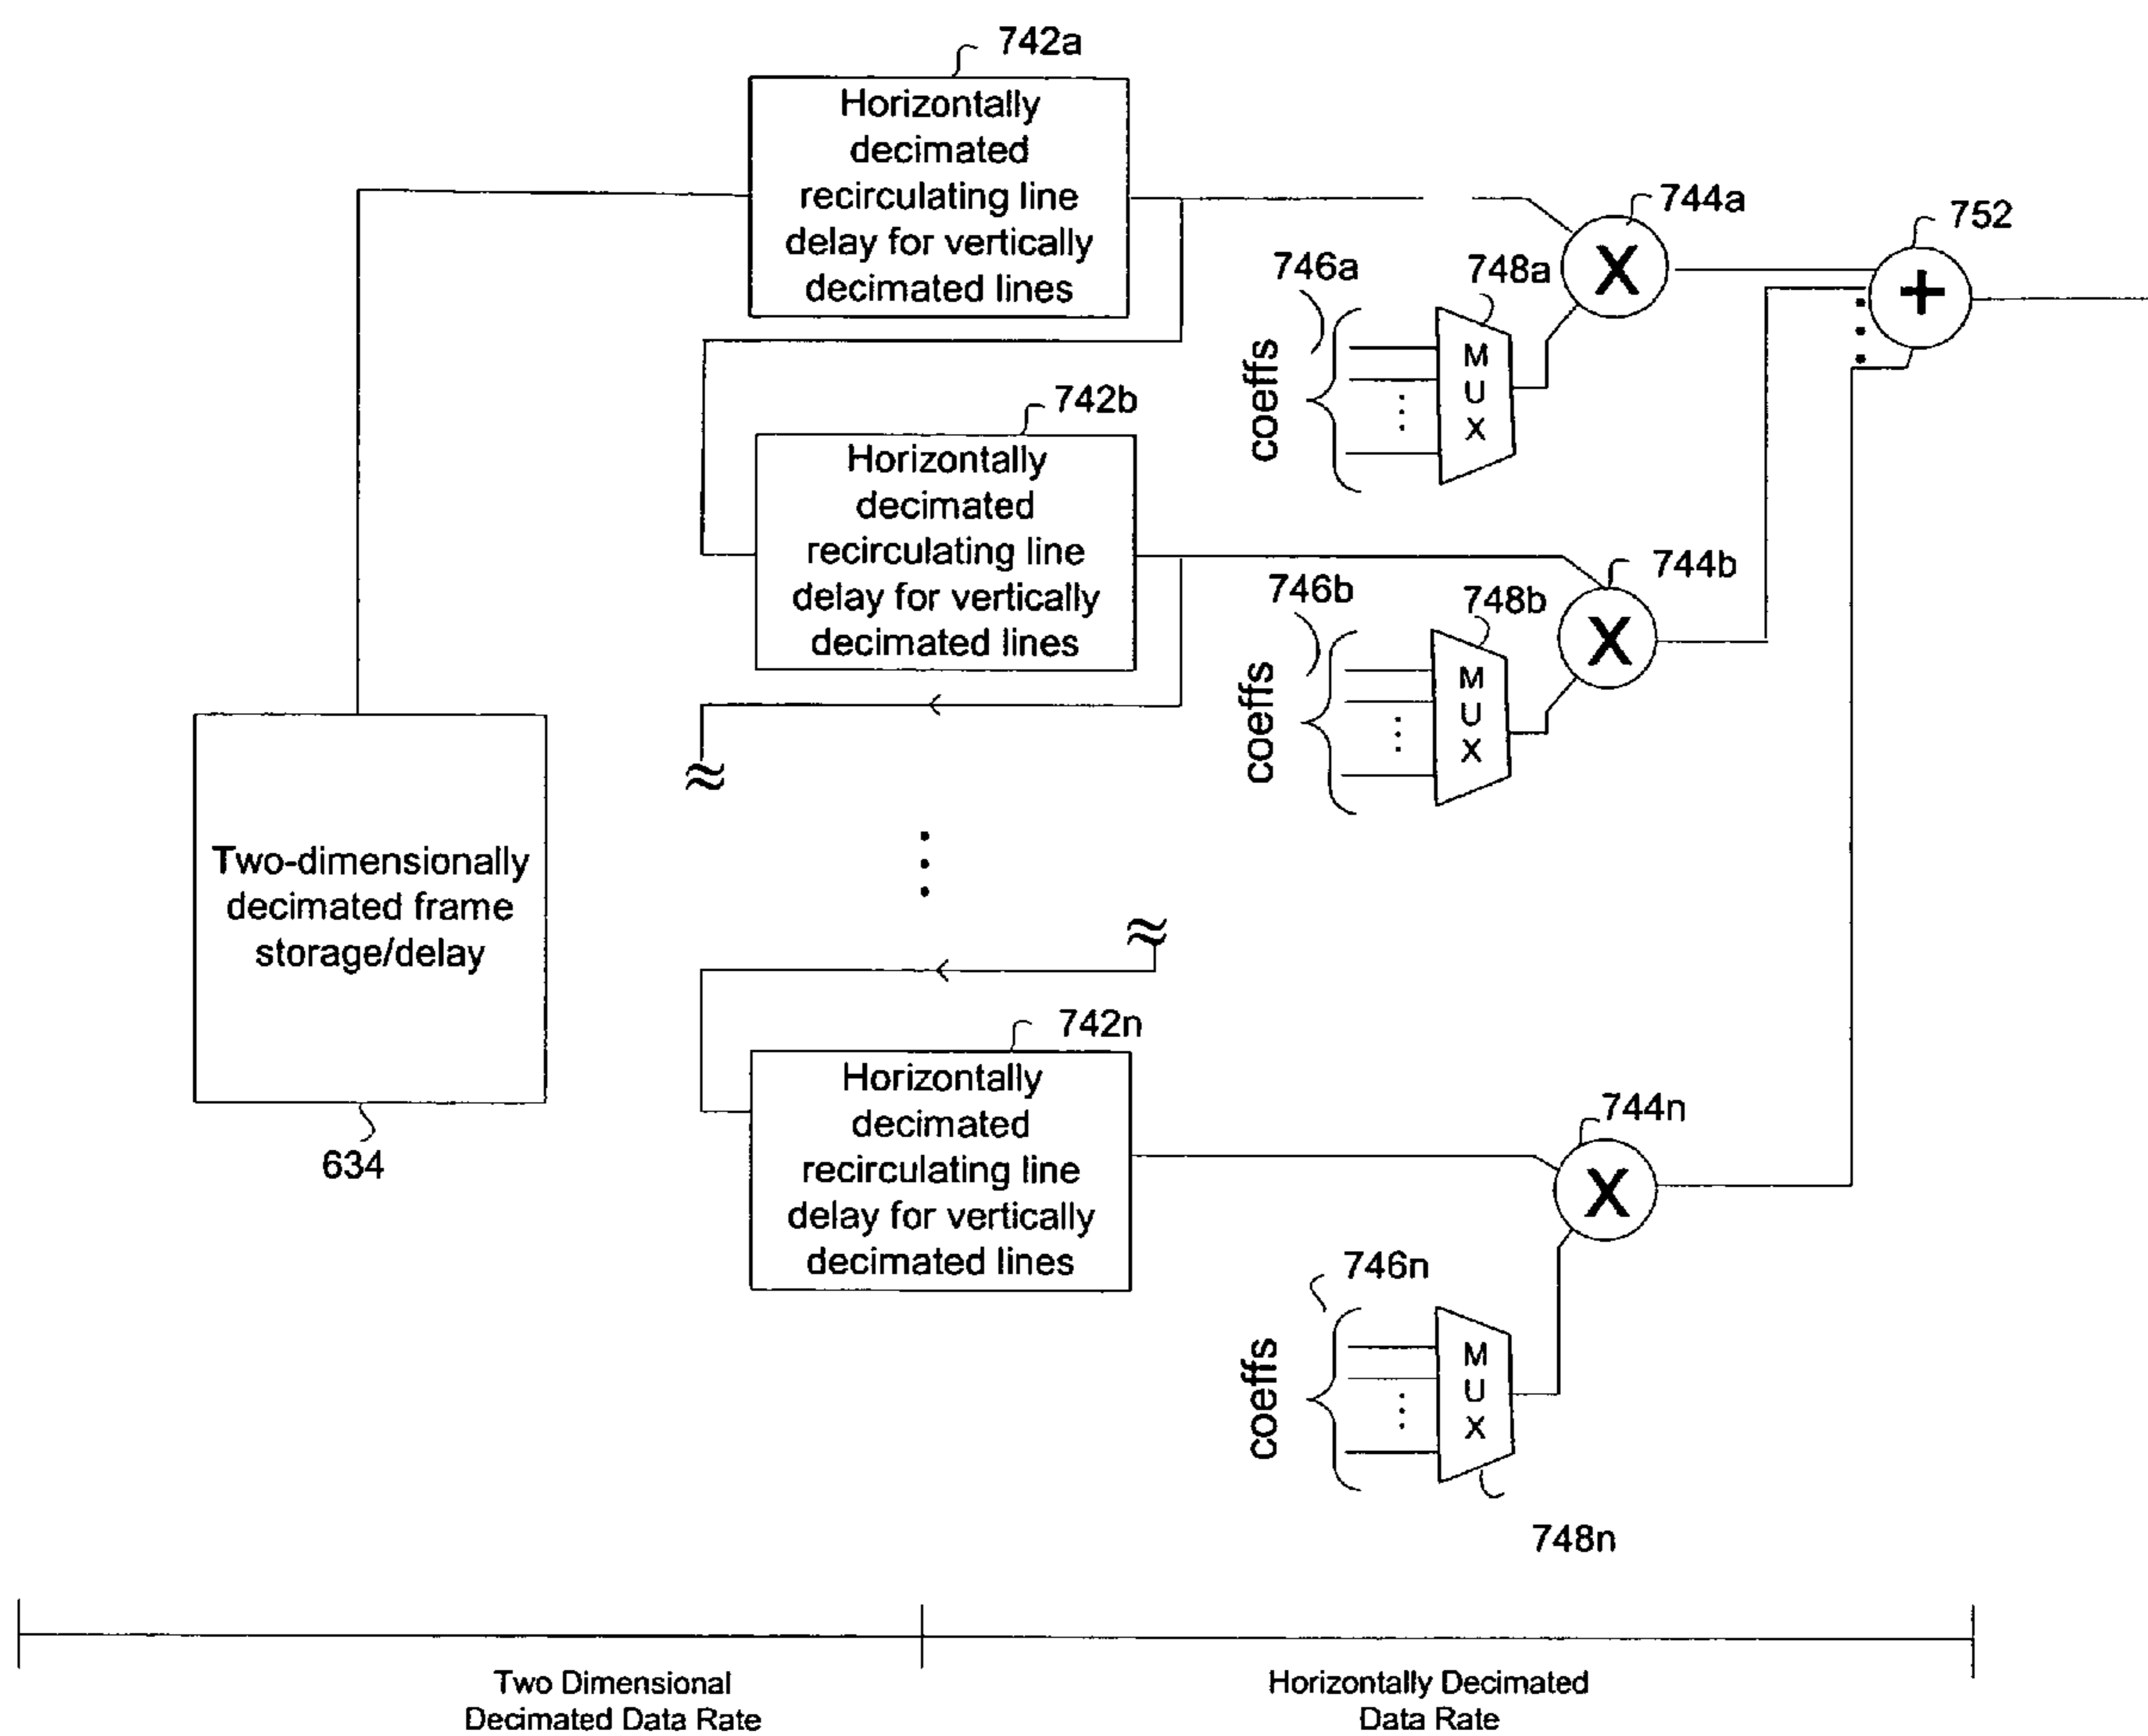 742a
Horizontally
decimated
recirculating line
delay for vertically
decimated lines
744a
752
X
+
746a
748a
coeffs
M
U
X
742b
Horizontally
decimated
recirculating line
delay for vertically
decimated lines
744b
X
746b
748b
coeffs
M
U
X
Two-dimensionally
decimated frame
storage/delay
634
742n
Horizontally
decimated
recirculating line
delay for vertically
decimated lines
744n
X
746n
coeffs
M
U
X
748n
Two Dimensional
Decimated Data Rate
Horizontally Decimated
Data Rate